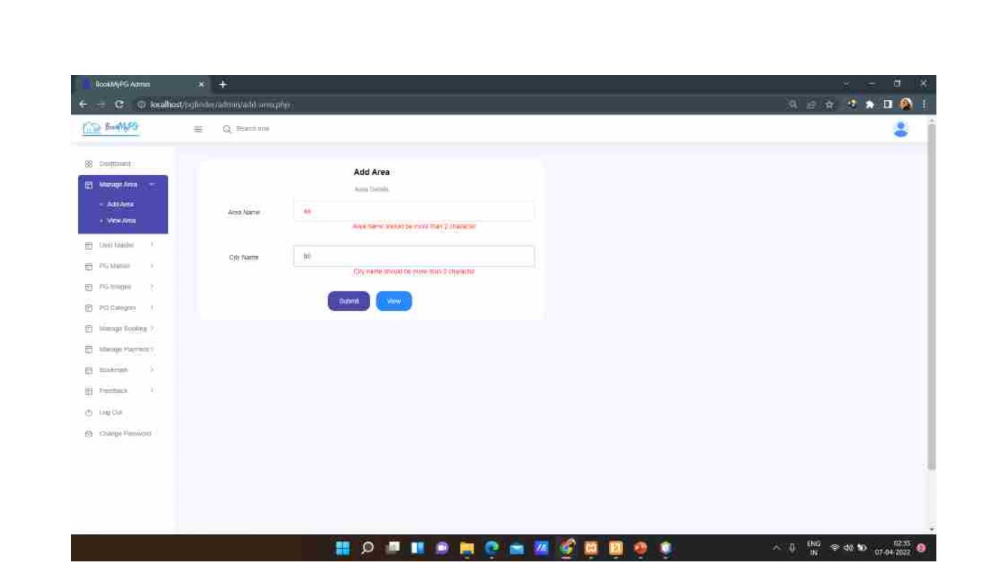 BookMyPG Admin
localhost/pgfinder/admin/add-area.php
BookMyPG
Search now
Dashboard
Manage Area
Add Area
View Area
User Master
PG Master
PG Images
PG Category
Manage Booking
Manage Payment
Bookmark
Feedback
Log Out
Change Password
Add Area
Area Details
Area Name
Area name should be more than 2 character
City Name
City name should be more than 2 character
Submit
View
ENG
IN
02:35
07-04-2022